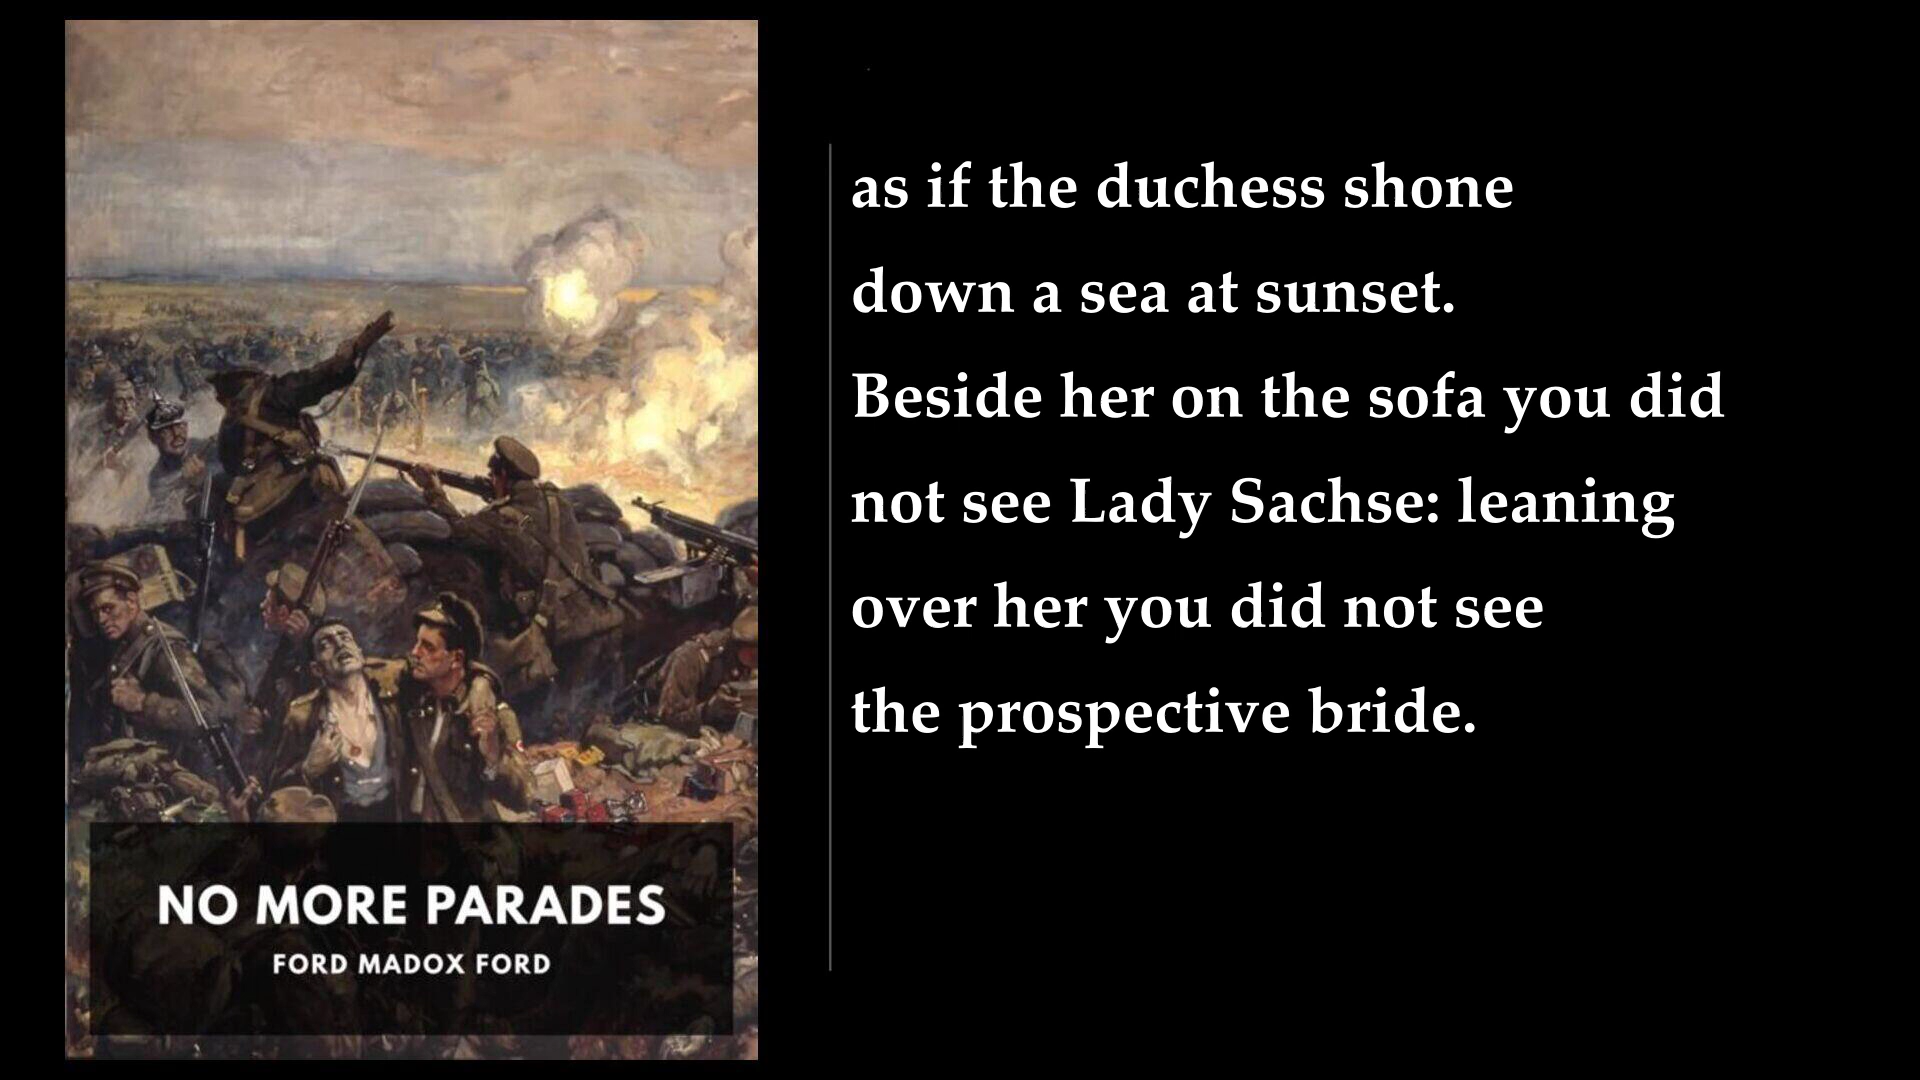 NO MORE PARADES
FORD MADOX FORD
as if the duchess shone
down a sea at sunset.
Beside her on the sofa you did
not see Lady Sachse: leaning
over her you did not see
the prospective bride.